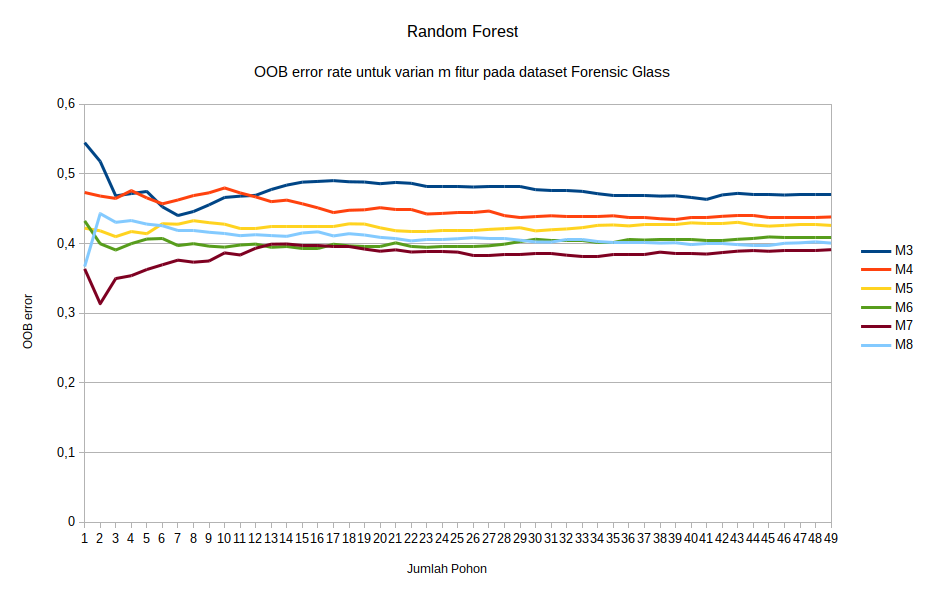 Random Forest
OOB error rate untuk varian m fitur pada dataset Forensic Glass
0,6
0,5
0,4
0,3
0,2
0,1
0
OOB error
1 2 3 4 5 6 7 8 9 10 11 12 13 14 15 16 17 18 19 20 21 22 23 24 25 26 27 28 29 30 31 32 33 34 35 36 37 38 39 40 41 42 43 44 45 46 47 48 49
Jumlah Pohon
M3
M4
M5
M6
M7
M8